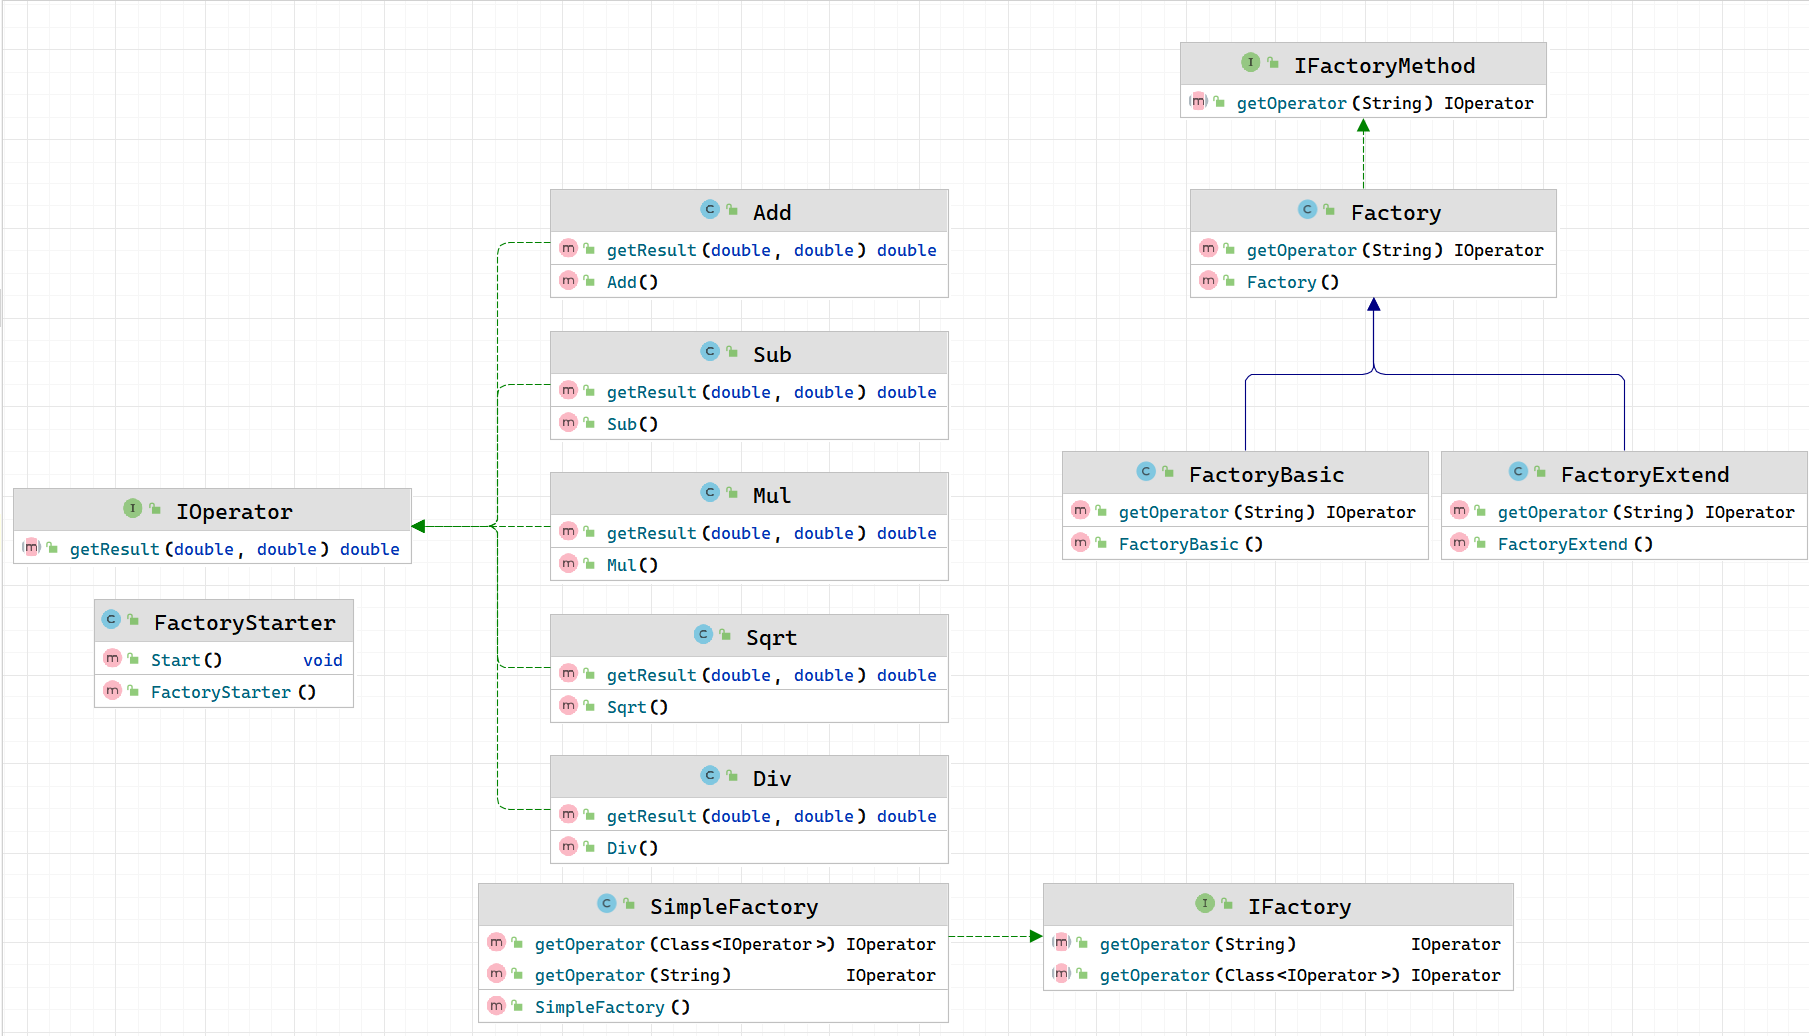 IFactoryMethod
getOperator(String) IOperator
Factory
getOperator(String) IOperator
Factory()
FactoryBasic
getOperator(String) IOperator
FactoryBasic()
FactoryExtend
getOperator(String) IOperator
FactoryExtend()
Add
getResult(double, double) double
Add()
Sub
getResult(double, double) double
Sub()
Mul
getResult(double, double) double
Mul()
Sqrt
getResult(double, double) double
Sqrt()
Div
getResult(double, double) double
Div()
IOperator
getResult(double, double) double
FactoryStarter
Start() void
FactoryStarter()
SimpleFactory
getOperator(Class<IOperator>) IOperator
getOperator(String) IOperator
SimpleFactory()
IFactory
getOperator(String) IOperator
getOperator(Class<IOperator>) IOperator